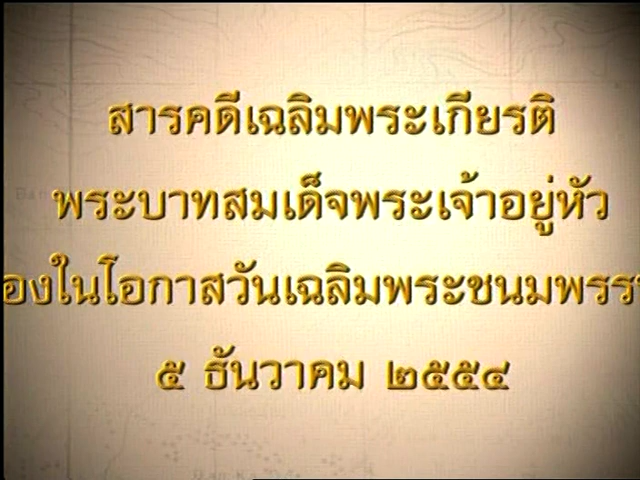 สารคดีเฉลิมพระเกียรติ
พระบาทสมเด็จพระเจ้าอยู่หัว
องในโอกาสวันเฉลิมพระชนมพรร
๕ ธันวาคม ๒๕๕๔